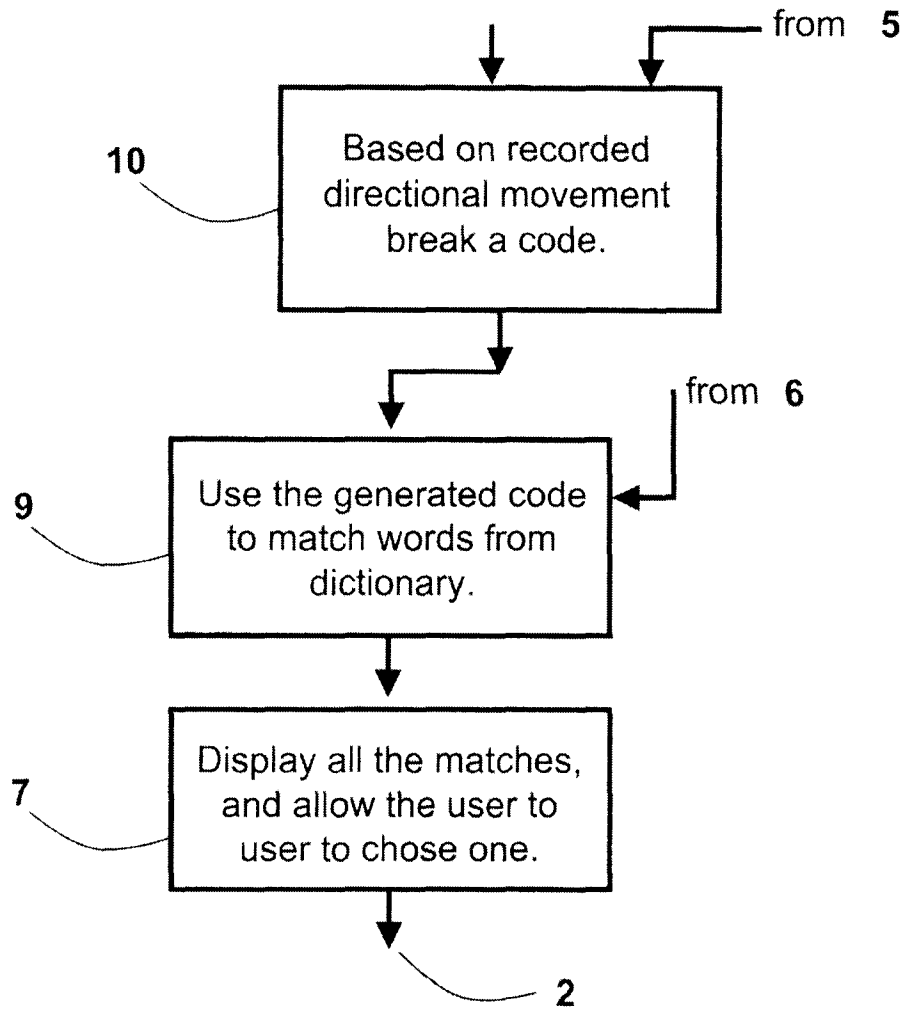 from 5
10
Based on recorded
directional movement
break a code.
from 6
9
Use the generated code
to match words from
dictionary.
7
Display all the matches,
and allow the user to
user to chose one.
2